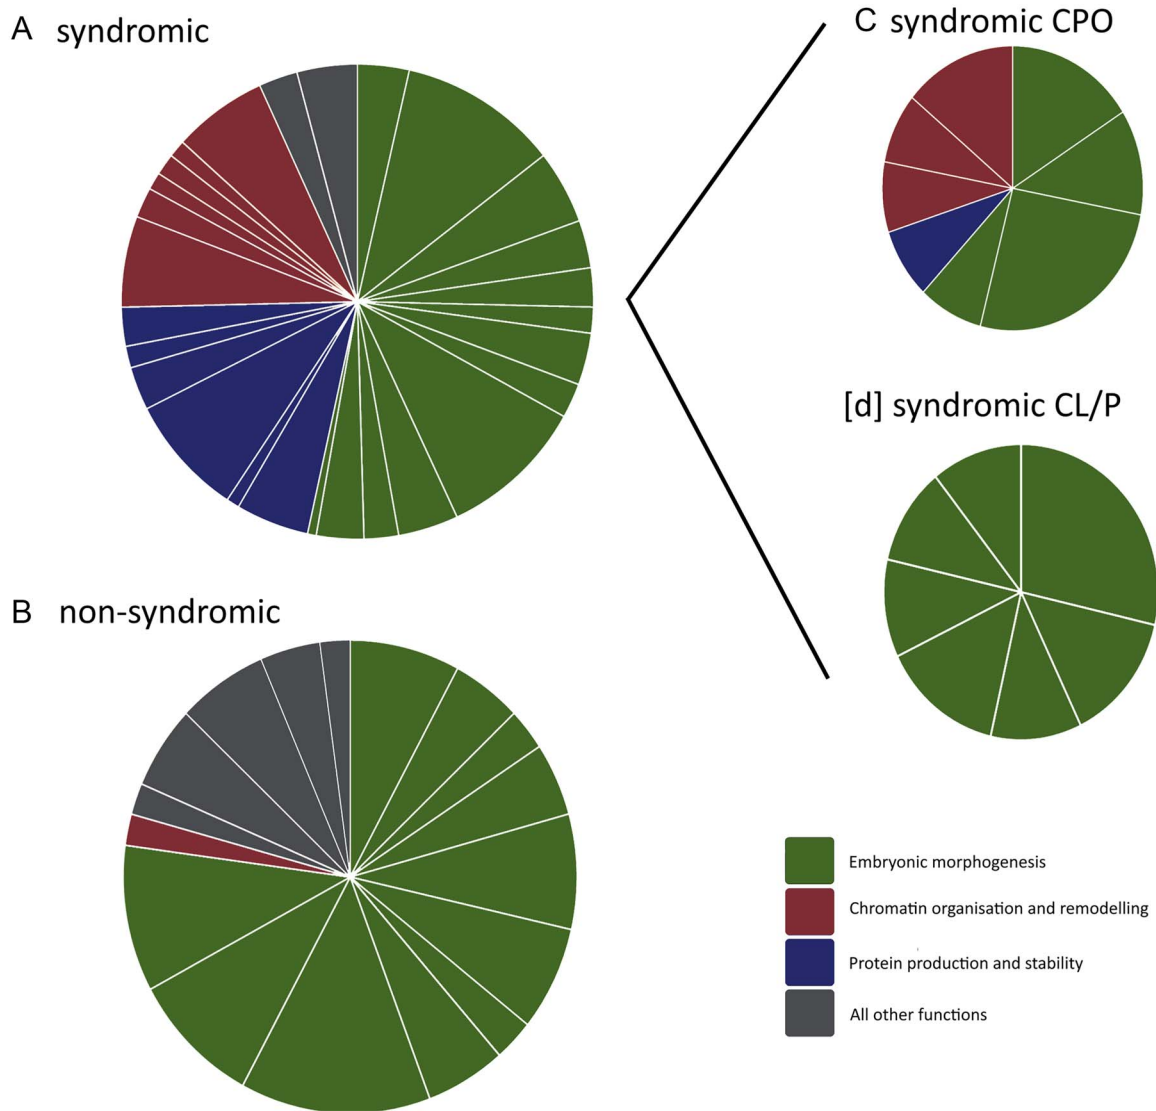 A syndromic
C syndromic CPO
[d] syndromic CL/P
B non-syndromic
Embryonic morphogenesis
Chromatin organisation and remodelling
Protein production and stability
All other functions